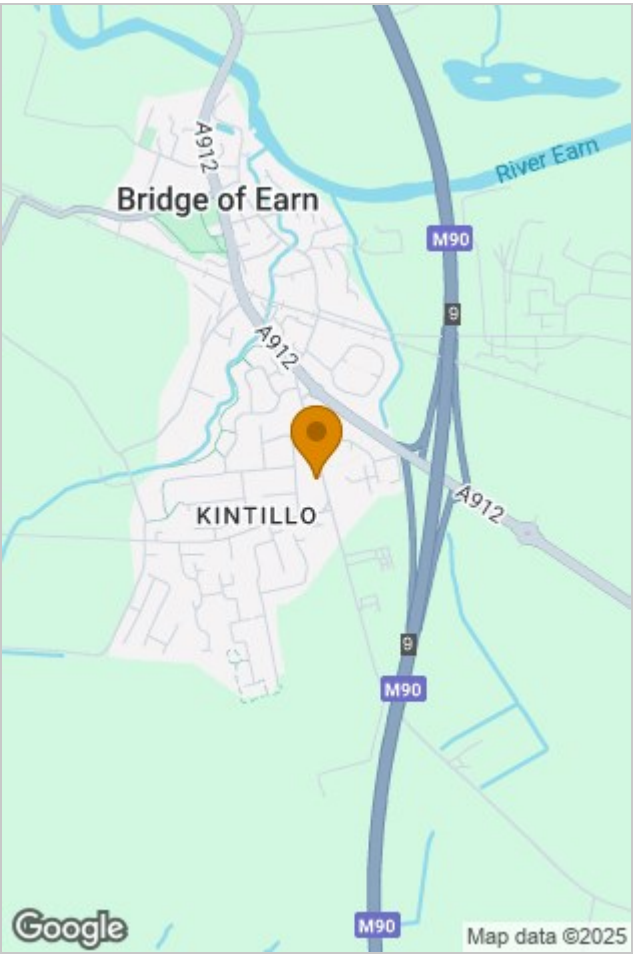 A912
River Earn
Bridge of Earn
M90
9
A912
A912
KINTILLO
9
M90
M90
Google
Map data ©2025